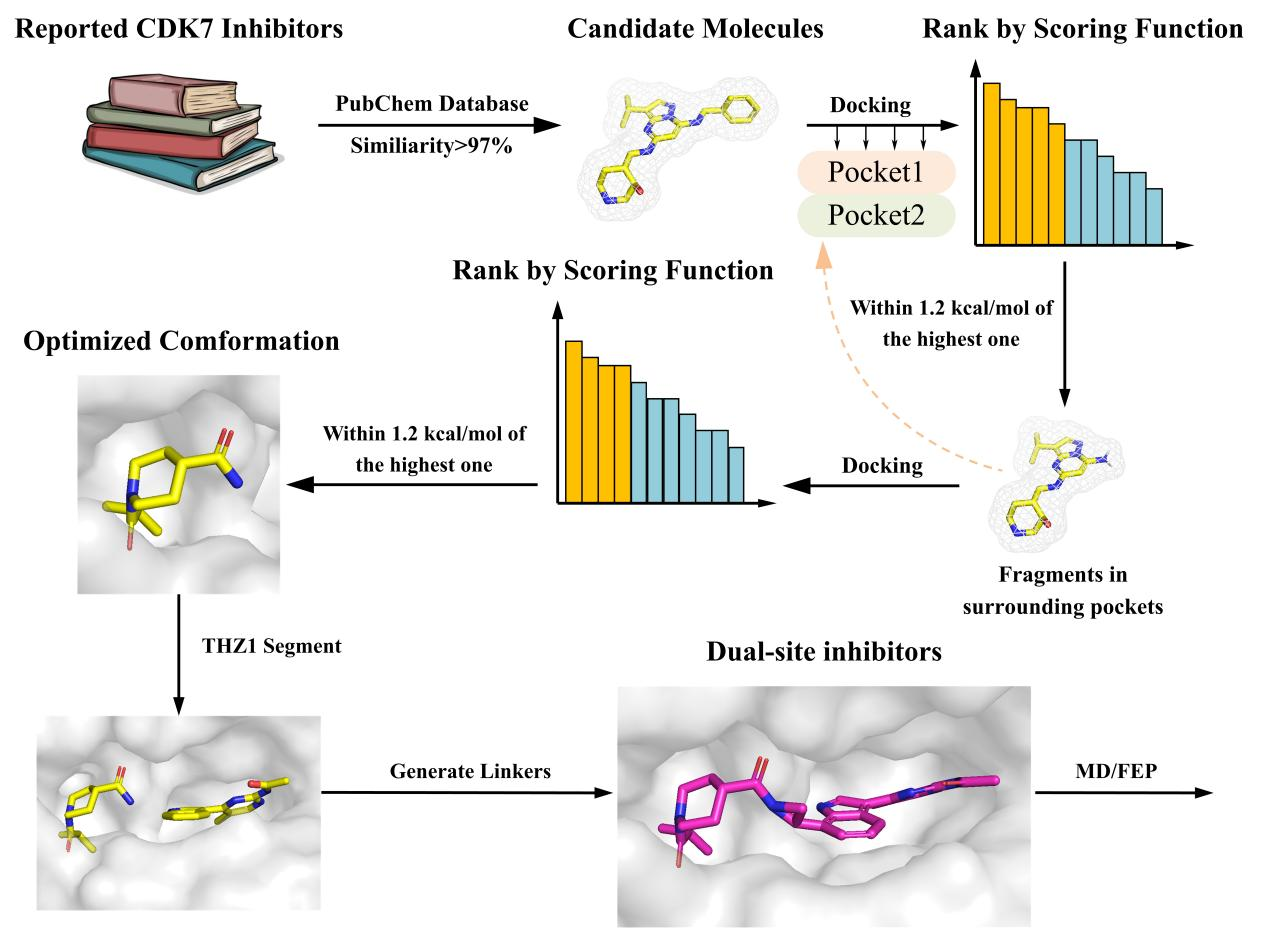 Reported CDK7 Inhibitors
Candidate Molecules
Rank by Scoring Function
PubChem Database
Similiarity>97%
Docking
Pocket1
Pocket2
Within 1.2 kcal/mol of
the highest one
Rank by Scoring Function
Optimized Comformation
Within 1.2 kcal/mol of
the highest one
Docking
Fragments in
surrounding pockets
THZ1 Segment
Dual-site inhibitors
Generate Linkers
MD/FEP